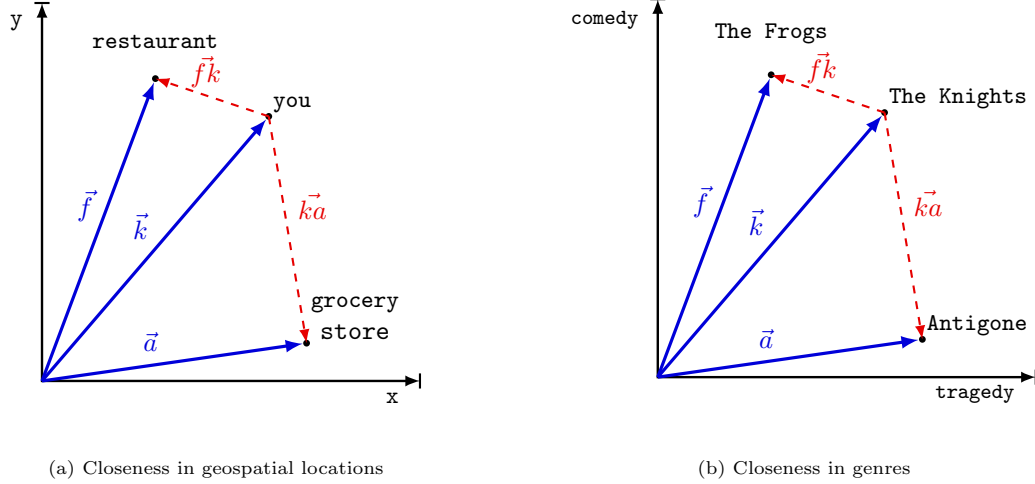 y
restaurant
f⃗k
you
f⃗
k⃗
k⃗a
grocery
store
a⃗
x
(a) Closeness in geospatial locations
comedy
The Frogs
f⃗k
The Knights
f⃗
k⃗
k⃗a
Antigone
a⃗
tragedy
(b) Closeness in genres